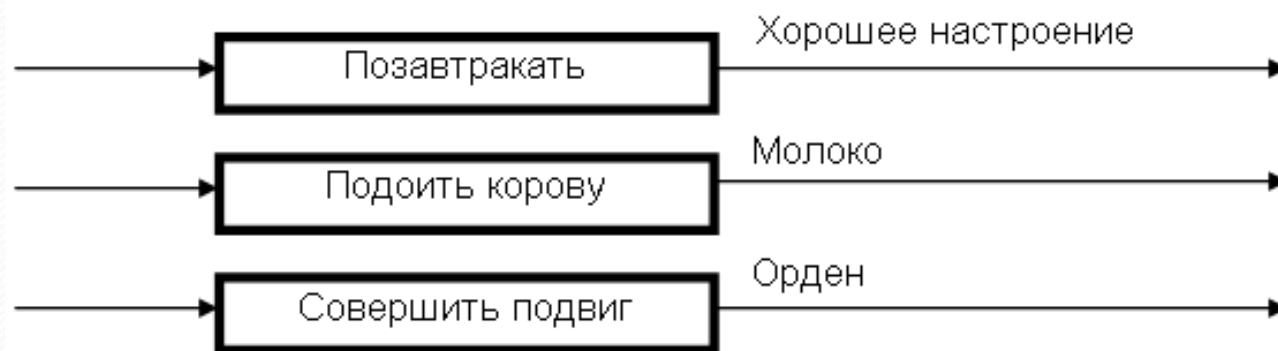 Хорошее настроение
Позавтракать
Молоко
Подоить корову
Орден
Совершить подвиг